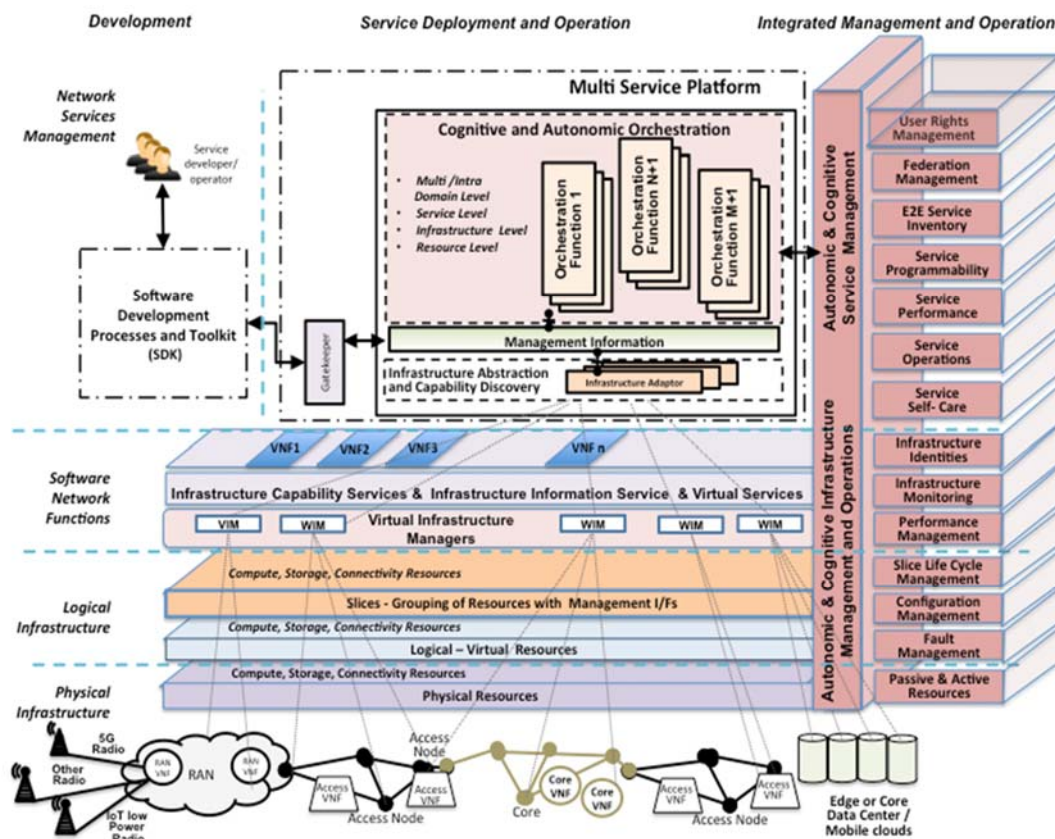 Development
Service Deployment and Operation
Integrated Management and Operation
Network
Services
Management
Service
developer/
operator
Software
Development
Processes and Toolkit
(SDK)
Gatekeeper
Multi Service Platform
Cognitive and Autonomic Orchestration
• Multi /Intra
Domain Level
• Service Level
• Infrastructure Level
• Resource Level
Orchestration
Function 1
Orchestration
Function N+1
Orchestration
Function M+1
Management Information
Infrastructure Abstraction
and Capability Discovery
Infrastructure Adaptor
Autonomic & Cognitive
Service Management
Autonomic & Cognitive Infrastructure
Management and Operations
User Rights
Management
Federation
Management
E2E Service
Inventory
Service
Programmability
Service
Performance
Service
Operations
Service
Self- Care
Infrastructure
Identities
Infrastructure
Monitoring
Performance
Management
Slice Life Cycle
Management
Configuration
Management
Fault
Management
Passive & Active
Resources
Software
Network
Functions
VNF1
VNF2
VNF3
VNF n
Infrastructure Capability Services & Infrastructure Information Service & Virtual Services
VIM
WIM
Virtual Infrastructure
Managers
WIM
WIM
WIM
Logical
Infrastructure
Compute, Storage, Connectivity Resources
Slices - Grouping of Resources with Management I/Fs
Compute, Storage, Connectivity Resources
Logical – Virtual Resources
Physical
Infrastructure
Compute, Storage, Connectivity Resources
Physical Resources
5G
Radio
Other
Radio
IoT low
Power
Radio
RAN
VNF
RAN
RAN
VNF
Access
VNF
Access Node
Access
Node
Access
VNF
Core
Core
VNF
Core
VNF
Access
VNF
Access Node
Access
VNF
Edge or Core
Data Center /
Mobile clouds